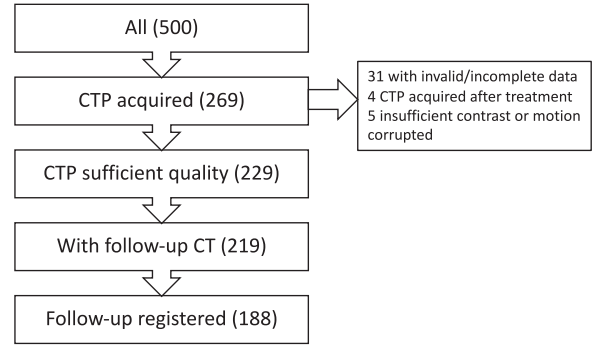 All (500)
CTP acquired (269)
31 with invalid/incomplete data
4 CTP acquired after treatment
5 insufficient contrast or motion
corrupted
CTP sufficient quality (229)
With follow-up CT (219)
Follow-up registered (188)